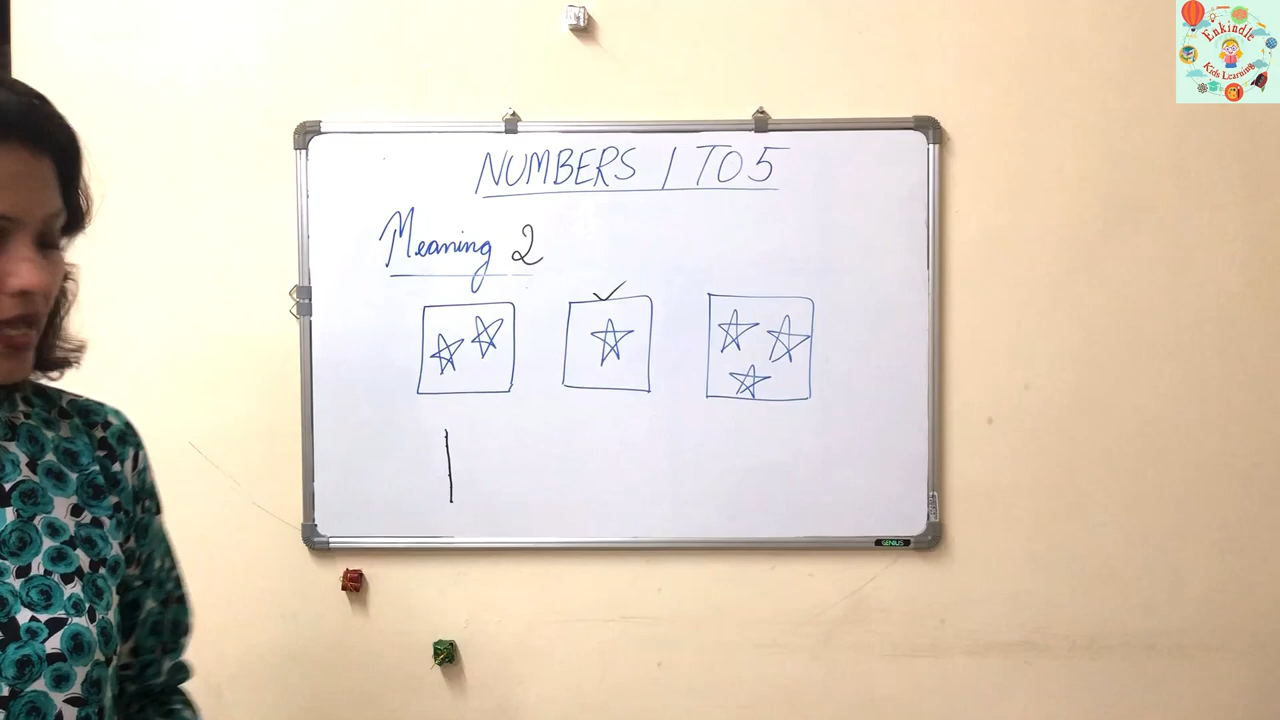 Enkindle
Kids Learning
NUMBERS 1 TO 5
Meaning 2
1
GENIUS